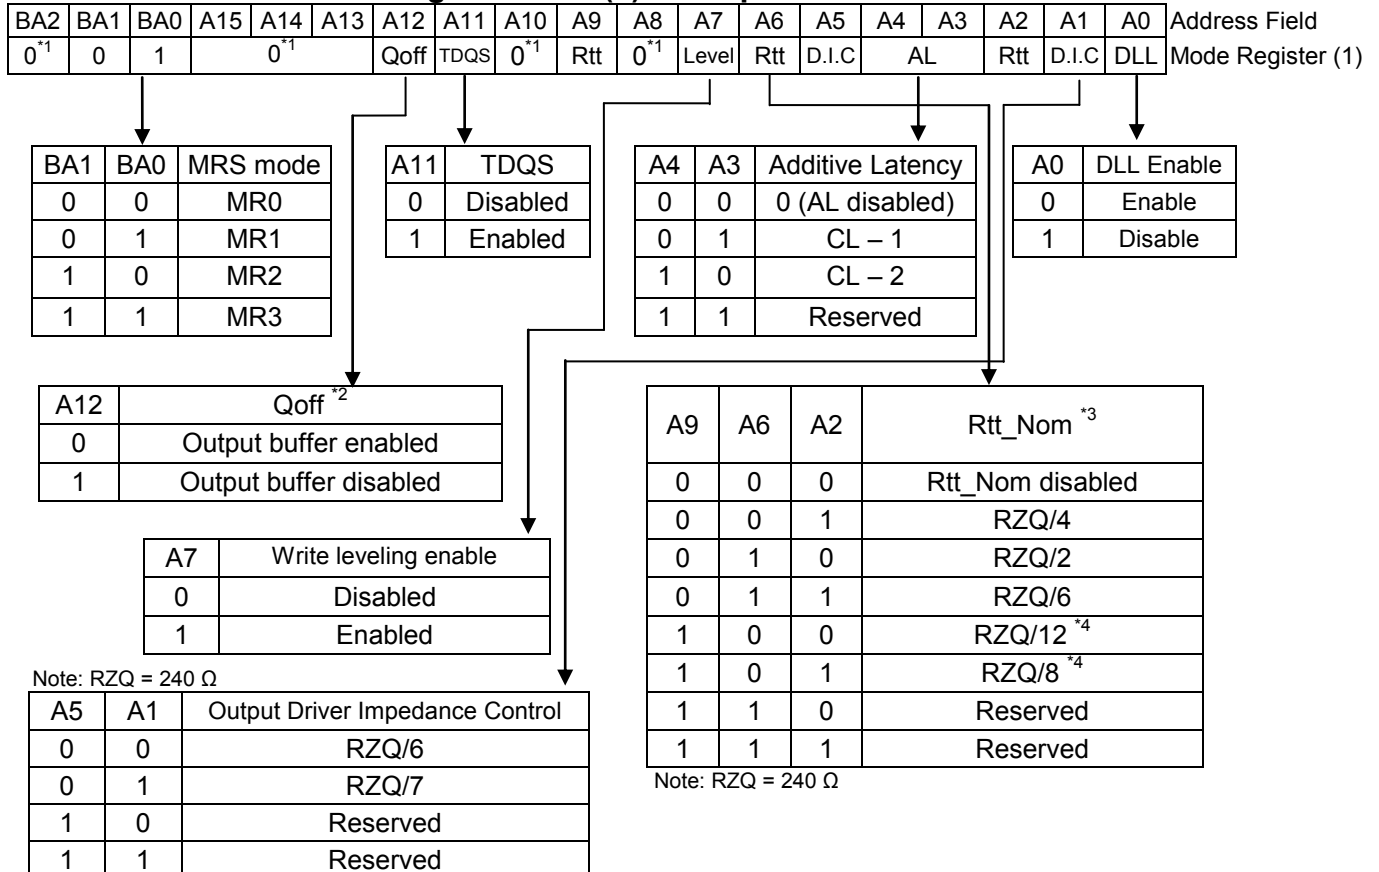 BA2 BA1 BA0 A15 A14 A13 A12 A11 A10 A9 A8 A7 A6 A5 A4 A3 A2 A1 A0 Address Field
0*1 0 1 0*1 Qoff TDQS 0*1 Rtt 0*1 Level Rtt D.I.C AL Rtt D.I.C DLL Mode Register (1)
BA1 BA0 MRS mode
0 0 MR0
0 1 MR1
1 0 MR2
1 1 MR3
A11 TDQS
0 Disabled
1 Enabled
A4 A3 Additive Latency
0 0 0 (AL disabled)
0 1 CL – 1
1 0 CL – 2
1 1 Reserved
A0 DLL Enable
0 Enable
1 Disable
A12 Qoff *2
0 Output buffer enabled
1 Output buffer disabled
A7 Write leveling enable
0 Disabled
1 Enabled
Note: RZQ = 240 Ω
A5 A1 Output Driver Impedance Control
0 0 RZQ/6
0 1 RZQ/7
1 0 Reserved
1 1 Reserved
A9 A6 A2 Rtt_Nom *3
0 0 0 Rtt_Nom disabled
0 0 1 RZQ/4
0 1 0 RZQ/2
0 1 1 RZQ/6
1 0 0 RZQ/12 *4
1 0 1 RZQ/8 *4
1 1 0 Reserved
1 1 1 Reserved
Note: RZQ = 240 Ω